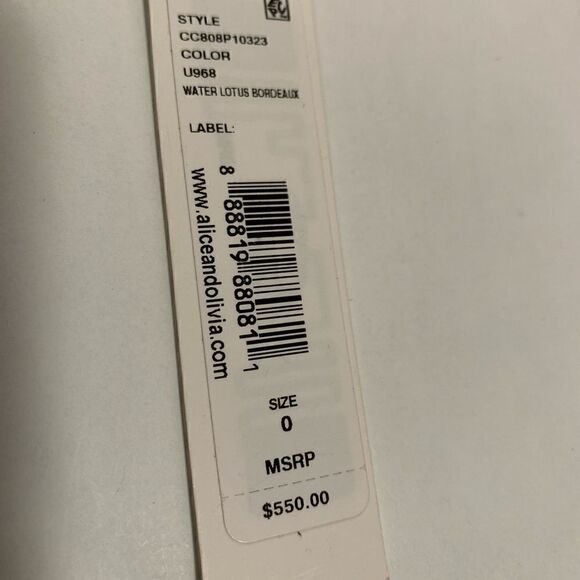 STYLE
CC808P10323
COLOR
U968
WATER LOTUS BORDEAUX
LABEL:
8 88819 88081 1
www.aliceandolivia.com
SIZE
0
MSRP
$550.00